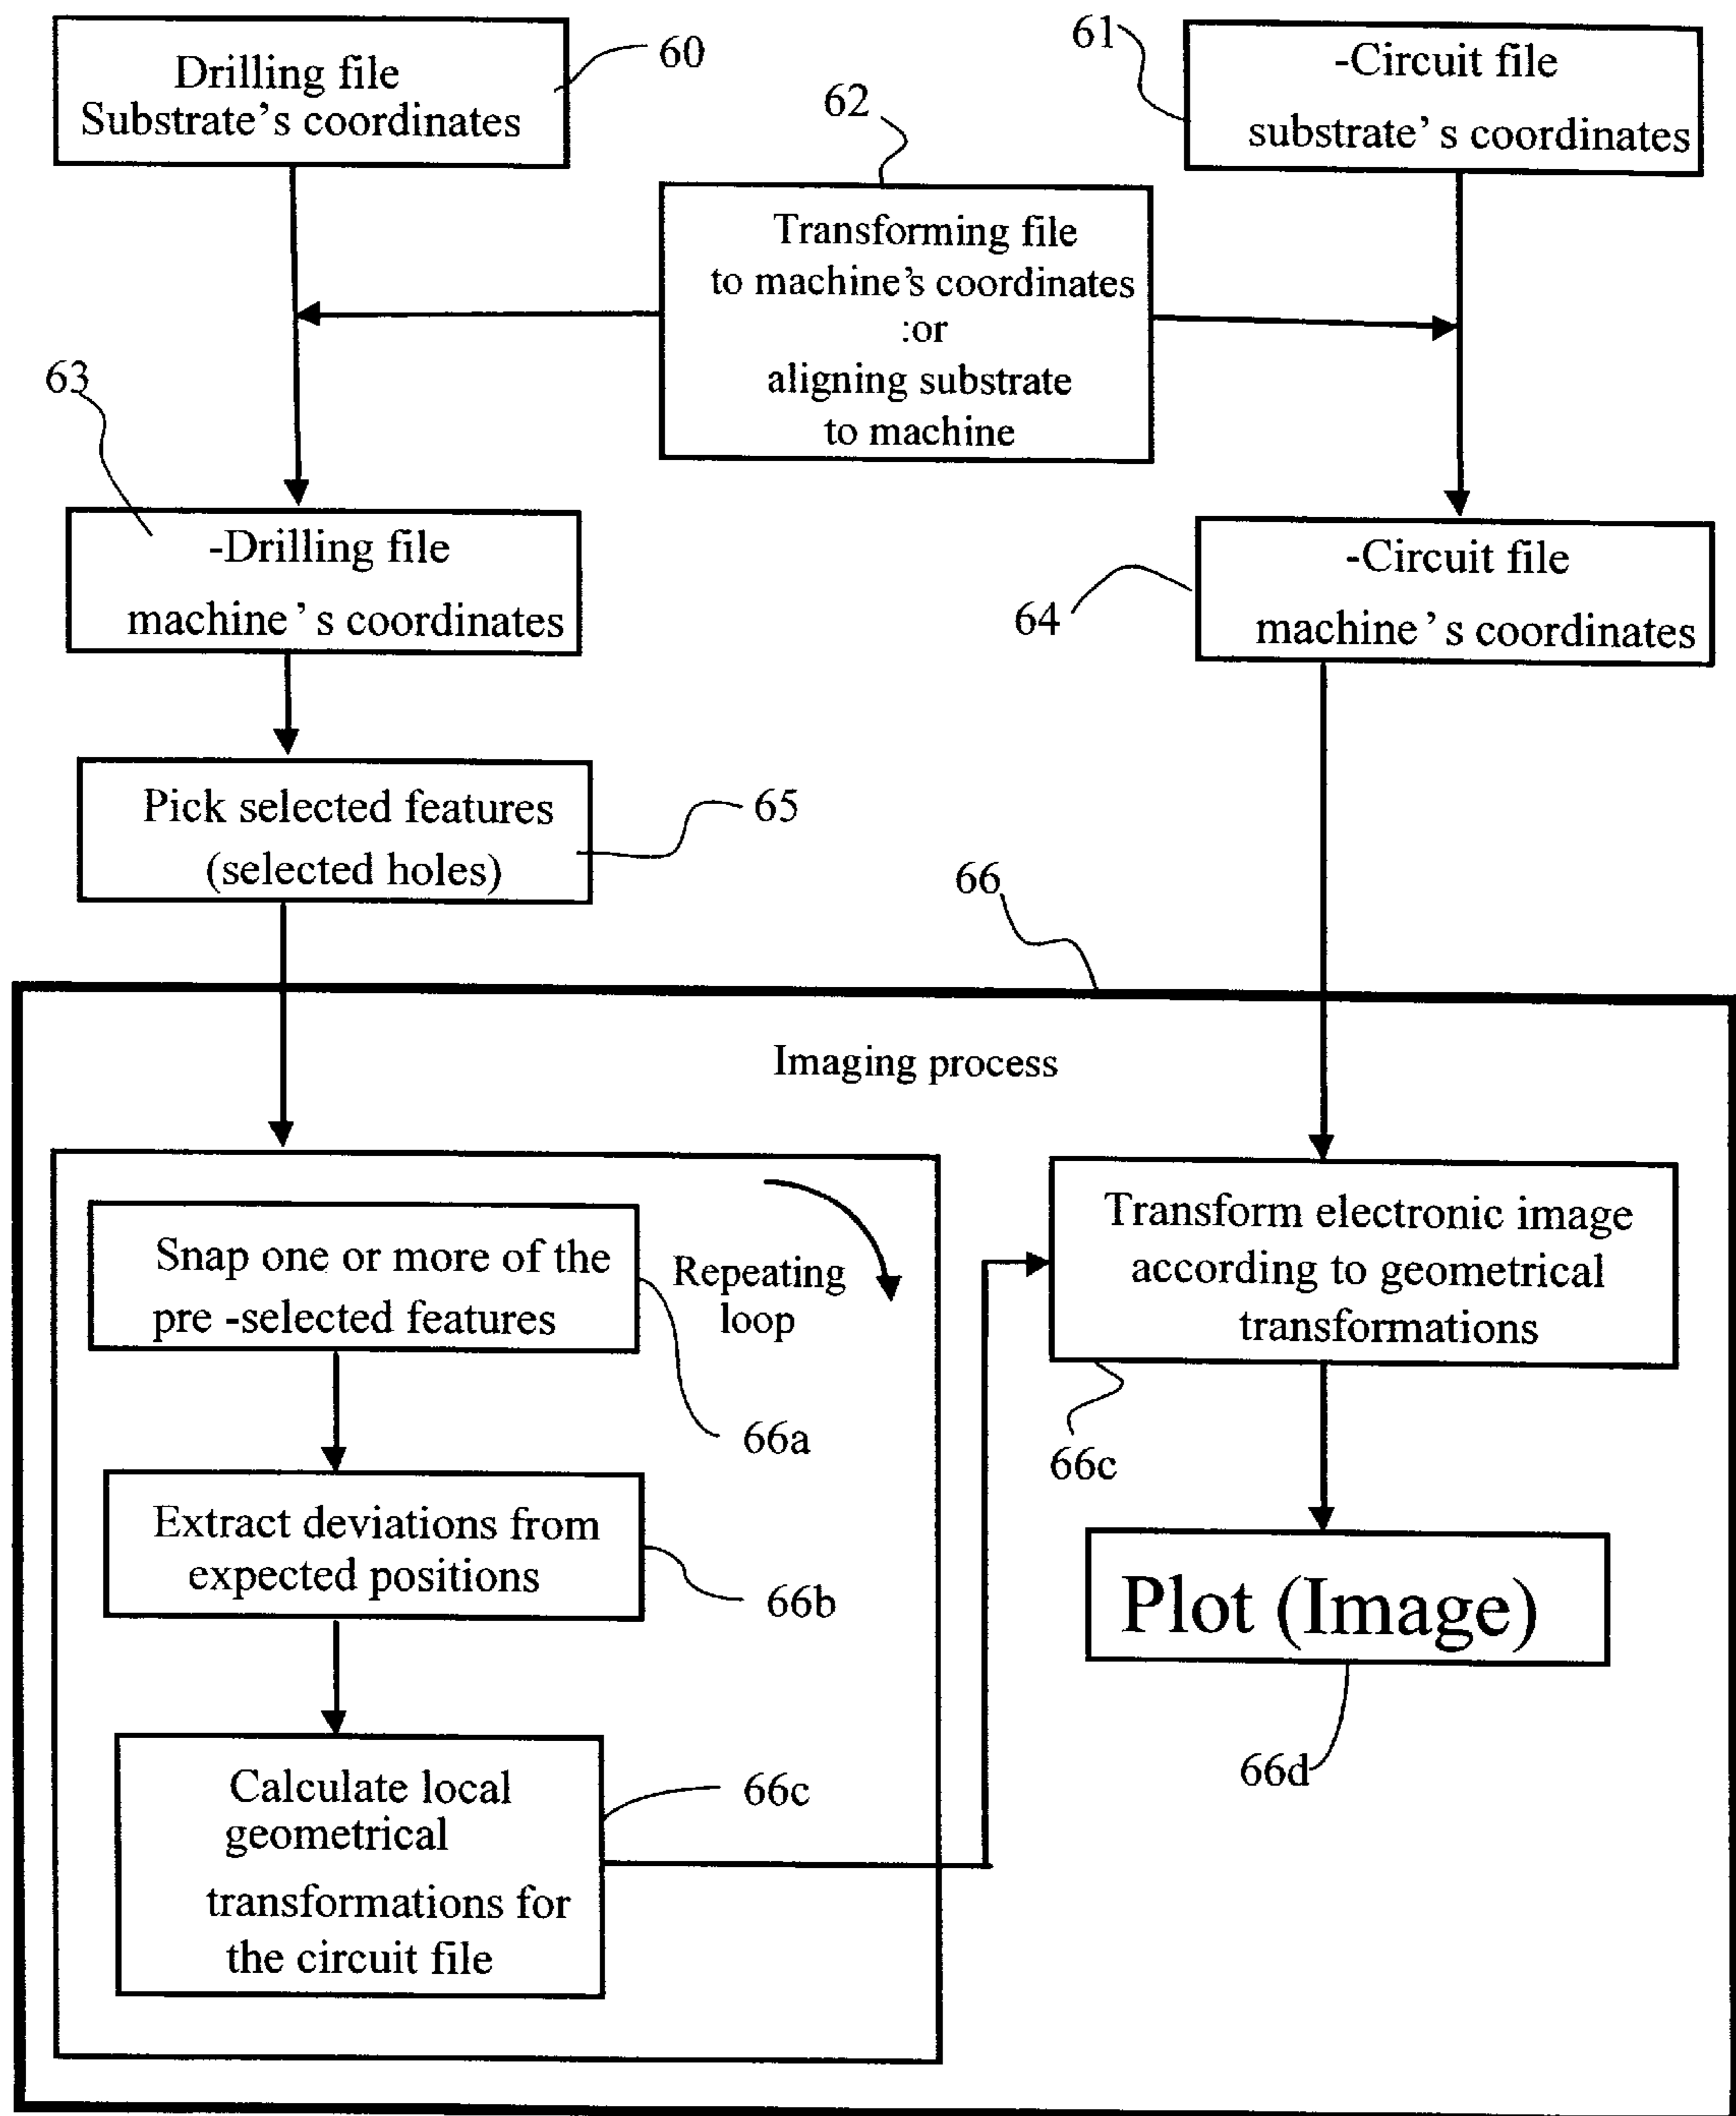 Drilling file
Substrate's coordinates
60
61
-Circuit file
substrate's coordinates
62
Transforming file
to machine's coordinates
:or
aligning substrate
to machine
63
-Drilling file
machine's coordinates
64
-Circuit file
machine's coordinates
Pick selected features
(selected holes)
65
66
Imaging process
Snap one or more of the
pre -selected features
Repeating
loop
66a
Extract deviations from
expected positions
66b
Calculate local
geometrical
transformations for
the circuit file
66c
Transform electronic image
according to geometrical
transformations
66c
Plot (Image)
66d